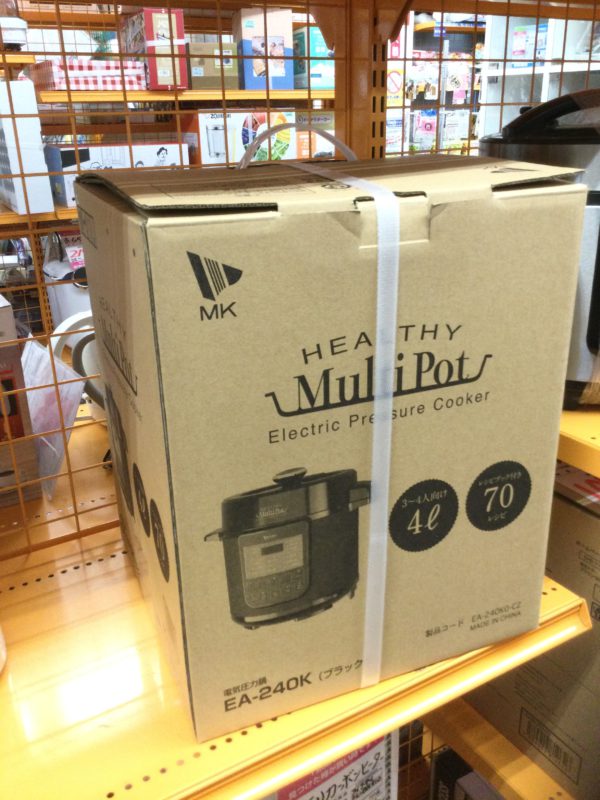 MK
HEALTHY
Multi Pot
Electric Pressure Cooker
3〜4人向け
4ℓ
レシピブック付き
70
レシピ
電気圧力鍋
EA-240K (ブラック
製品コード EA-240K0-CZ
MADE IN CHINA